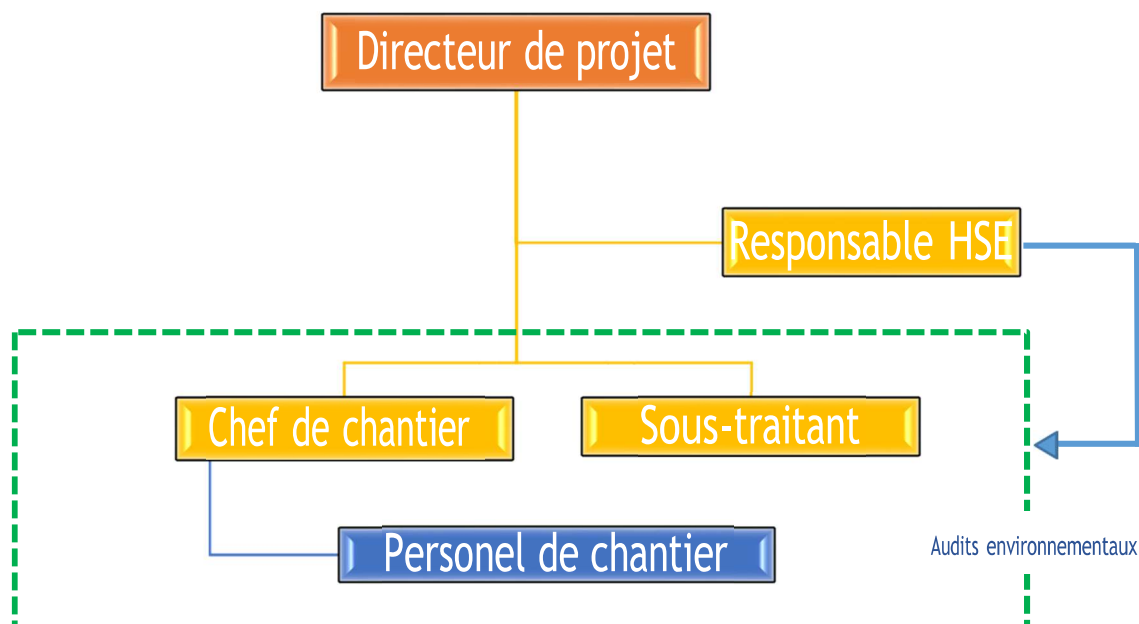 Directeur de projet
Responsable HSE
Chef de chantier
Sous-traitant
Personel de chantier
Audits environnementaux